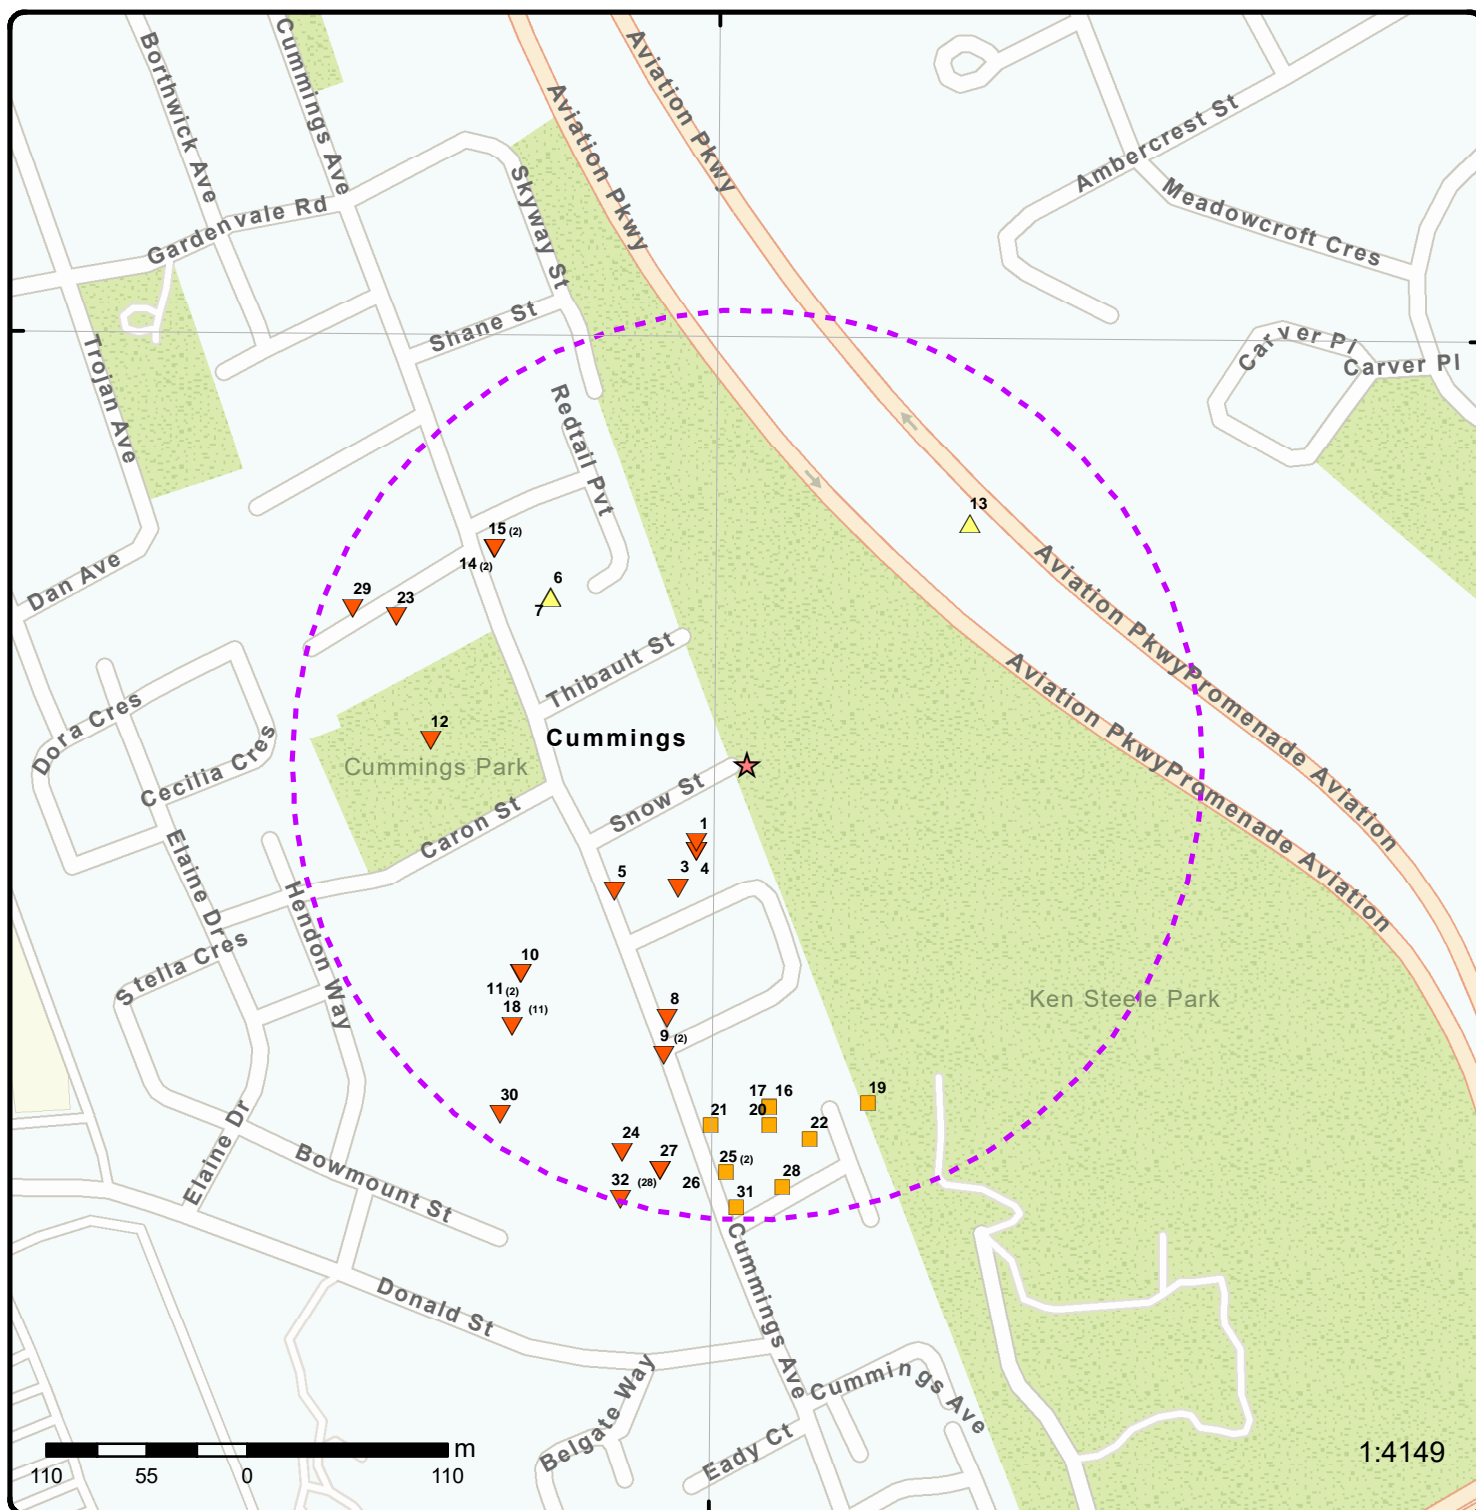 Borthwick Ave
Cummings Ave
Aviation Pkwy
Aviation Pkwy
Ambercrest St
Meadowcroft Cres
Gardenvale Rd
Skyway St
Shane St
Trojan Ave
Carver Pl
Carver Pl
Redtail Pvt
13
15 (2)
14 (2)
6
7
29
23
Dan Ave
Aviation Pkwy Promenade Aviation
Aviation Pkwy Promenade Aviation
Thibault St
Dora Cres
12
Cummings
Cummings Park
Cecilia Cres
Snow St
Caron St
1
4
3
5
Elaine Dr
Hendon Way
Stella Cres
10
11 (2)
18 (11)
8
9 (2)
Ken Steele Park
30
17 16
19
21
20
22
24
27
25 (2)
26
28
32 (28)
31
Elaine Dr
Bowmount St
Donald St
Cummings Ave
Cummings Ave
Belgate Way
Eady Ct
m
110 55 0 110
1:4149